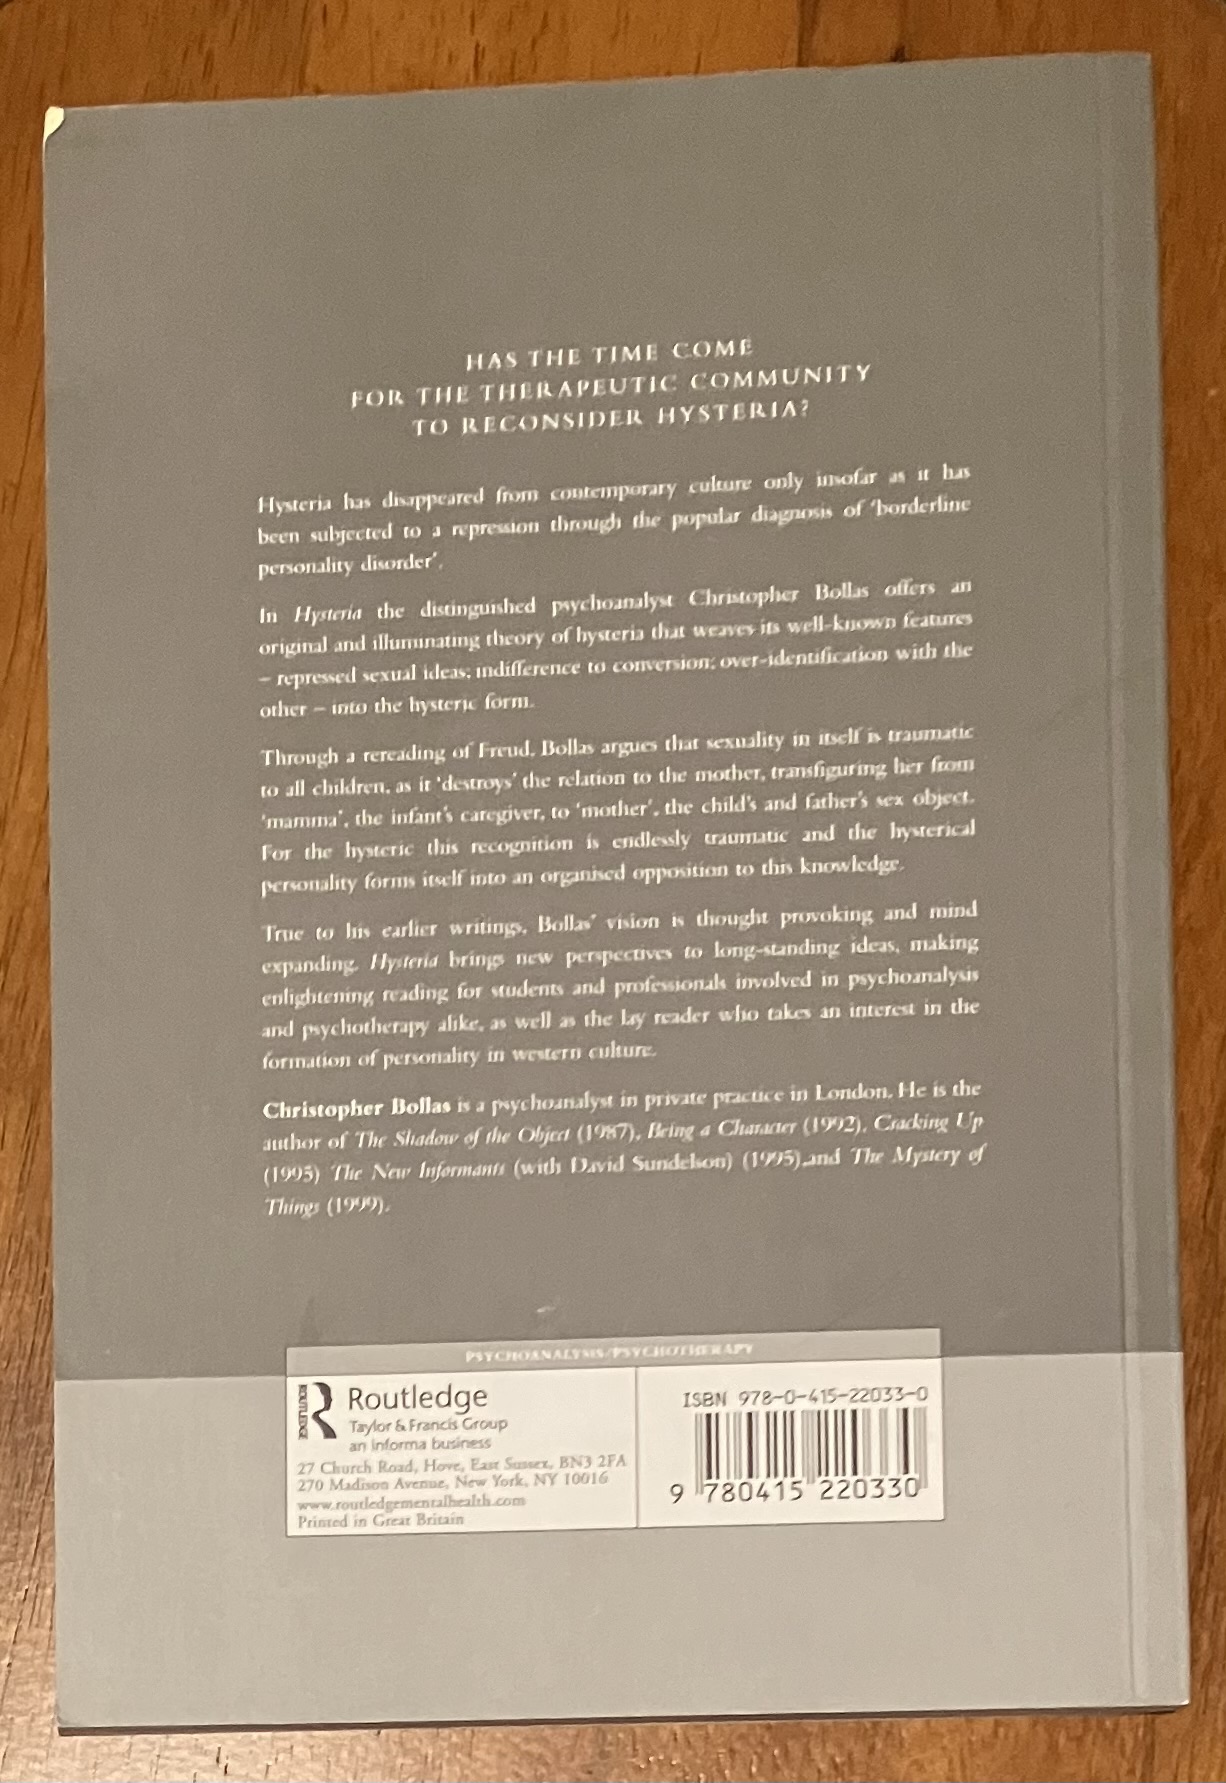 HAS THE TIME COME
FOR THE THERAPEUTIC COMMUNITY
TO RECONSIDER HYSTERIA?
Hysteria has disappeared from contemporary culture only insofar as it has
been subjected to a repression through the popular diagnosis of 'borderline
personality disorder'.
In Hysteria the distinguished psychoanalyst Christopher Bollas offers an
original and illuminating theory of hysteria that weaves its well-known features
– repressed sexual ideas; indifference to conversion; over-identification with the
other – into the hysteric form.
Through a rereading of Freud, Bollas argues that sexuality in itself is traumatic
to all children, as it 'destroys' the relation to the mother, transfiguring her from
'mamma', the infant's caregiver, to 'mother', the child's and father's sex object.
For the hysteric this recognition is endlessly traumatic and the hysterical
personality forms itself into an organised opposition to this knowledge.
True to his earlier writings, Bollas' vision is thought provoking and mind
expanding. Hysteria brings new perspectives to long-standing ideas, making
enlightening reading for students and professionals involved in psychoanalysis
and psychotherapy alike, as well as the lay reader who takes an interest in the
formation of personality in western culture.
Christopher Bollas is a psychoanalyst in private practice in London. He is the
author of The Shadow of the Object (1987), Being a Character (1992), Cracking Up
(1995) The New Informants (with David Sundelson) (1995),and The Mystery of
Things (1999).
PSYCHOANALYSIS/PSYCHOTHERAPY
ROUTLEDGE
Routledge
Taylor & Francis Group
an informa business
27 Church Road, Hove, East Sussex, BN3 2FA
270 Madison Avenue, New York, NY 10016
www.routledgementalhealth.com
Printed in Great Britain
ISBN 978-0-415-22033-0
9 780415 220330